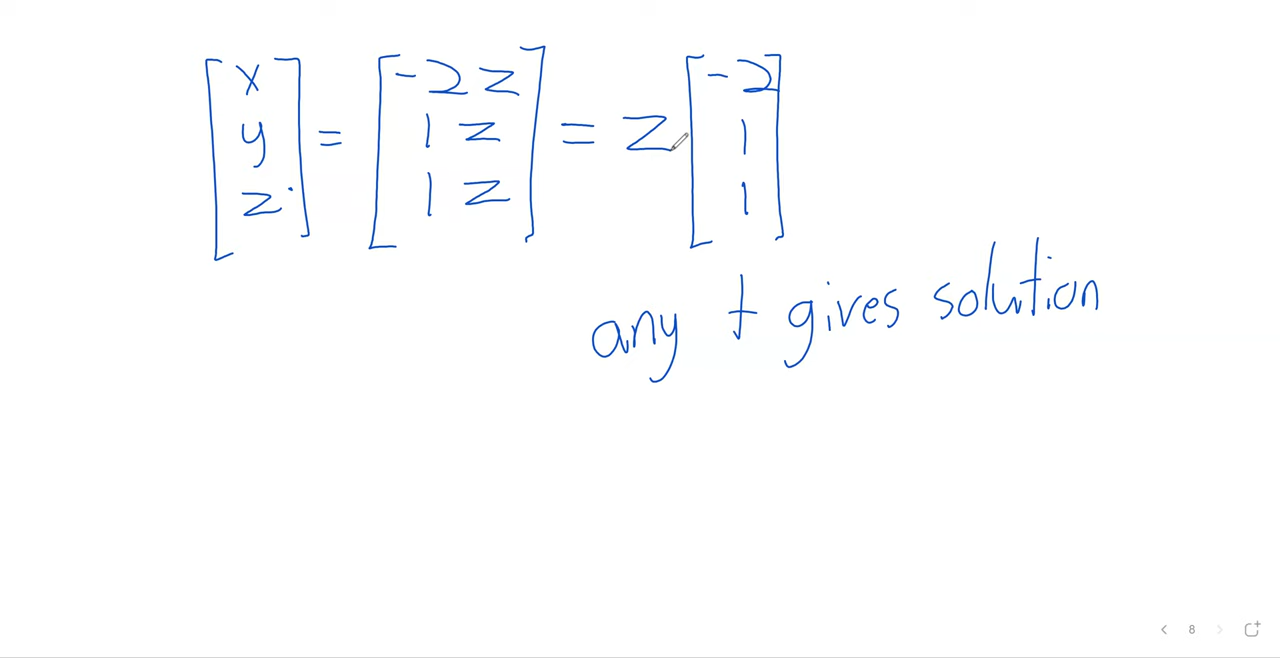 [x y z] = [-2z 1z 1z] = z [-2 1 1]
any t gives solution
8